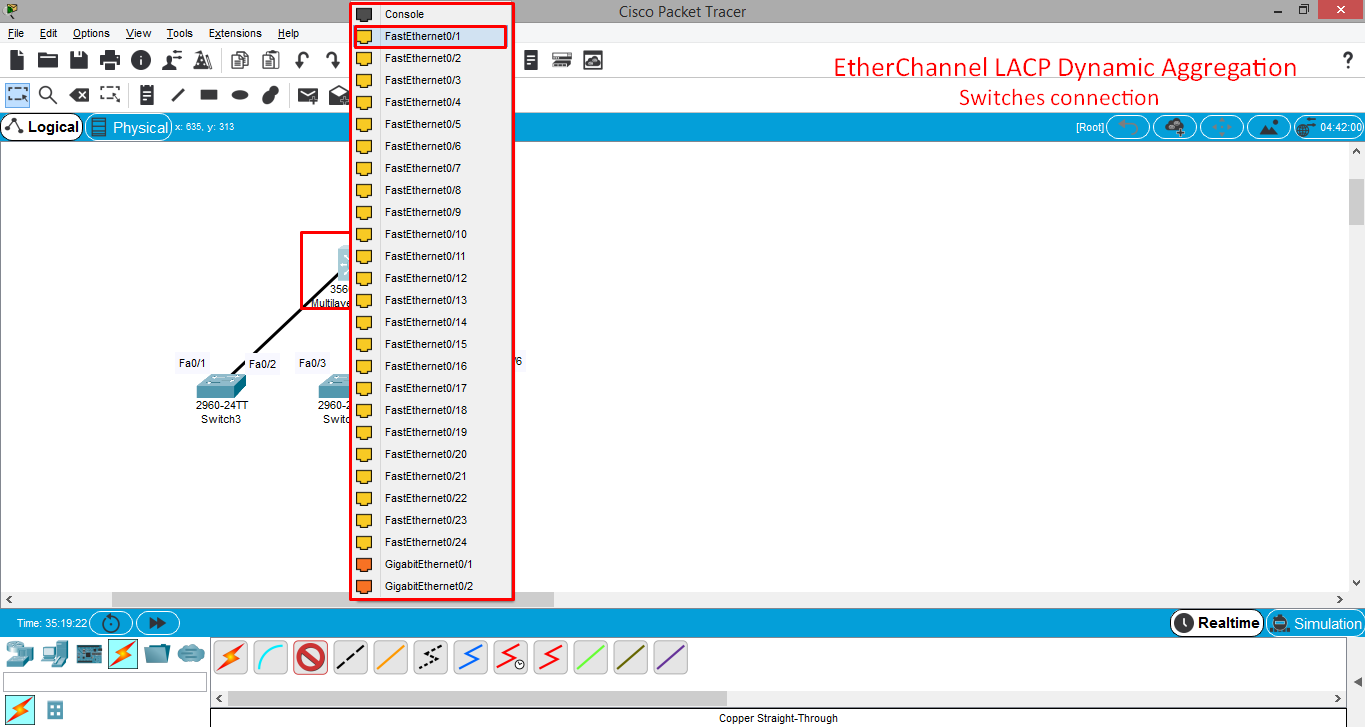 Cisco Packet Tracer
File Edit Options View Tools Extensions Help
?
EtherChannel LACP Dynamic Aggregation
Switches connection
Logical
Physical
x: 635, y: 313
[Root]
04:42:00
Console
FastEthernet0/1
FastEthernet0/2
FastEthernet0/3
FastEthernet0/4
FastEthernet0/5
FastEthernet0/6
FastEthernet0/7
FastEthernet0/8
FastEthernet0/9
FastEthernet0/10
FastEthernet0/11
FastEthernet0/12
FastEthernet0/13
FastEthernet0/14
FastEthernet0/15
FastEthernet0/16
FastEthernet0/17
FastEthernet0/18
FastEthernet0/19
FastEthernet0/20
FastEthernet0/21
FastEthernet0/22
FastEthernet0/23
FastEthernet0/24
GigabitEthernet0/1
GigabitEthernet0/2
356
Multilaye
Fa0/1
Fa0/2
Fa0/3
/6
2960-24TT
Switch3
2960-2
Switc
Time: 35:19:22
Realtime
Simulation
Copper Straight-Through